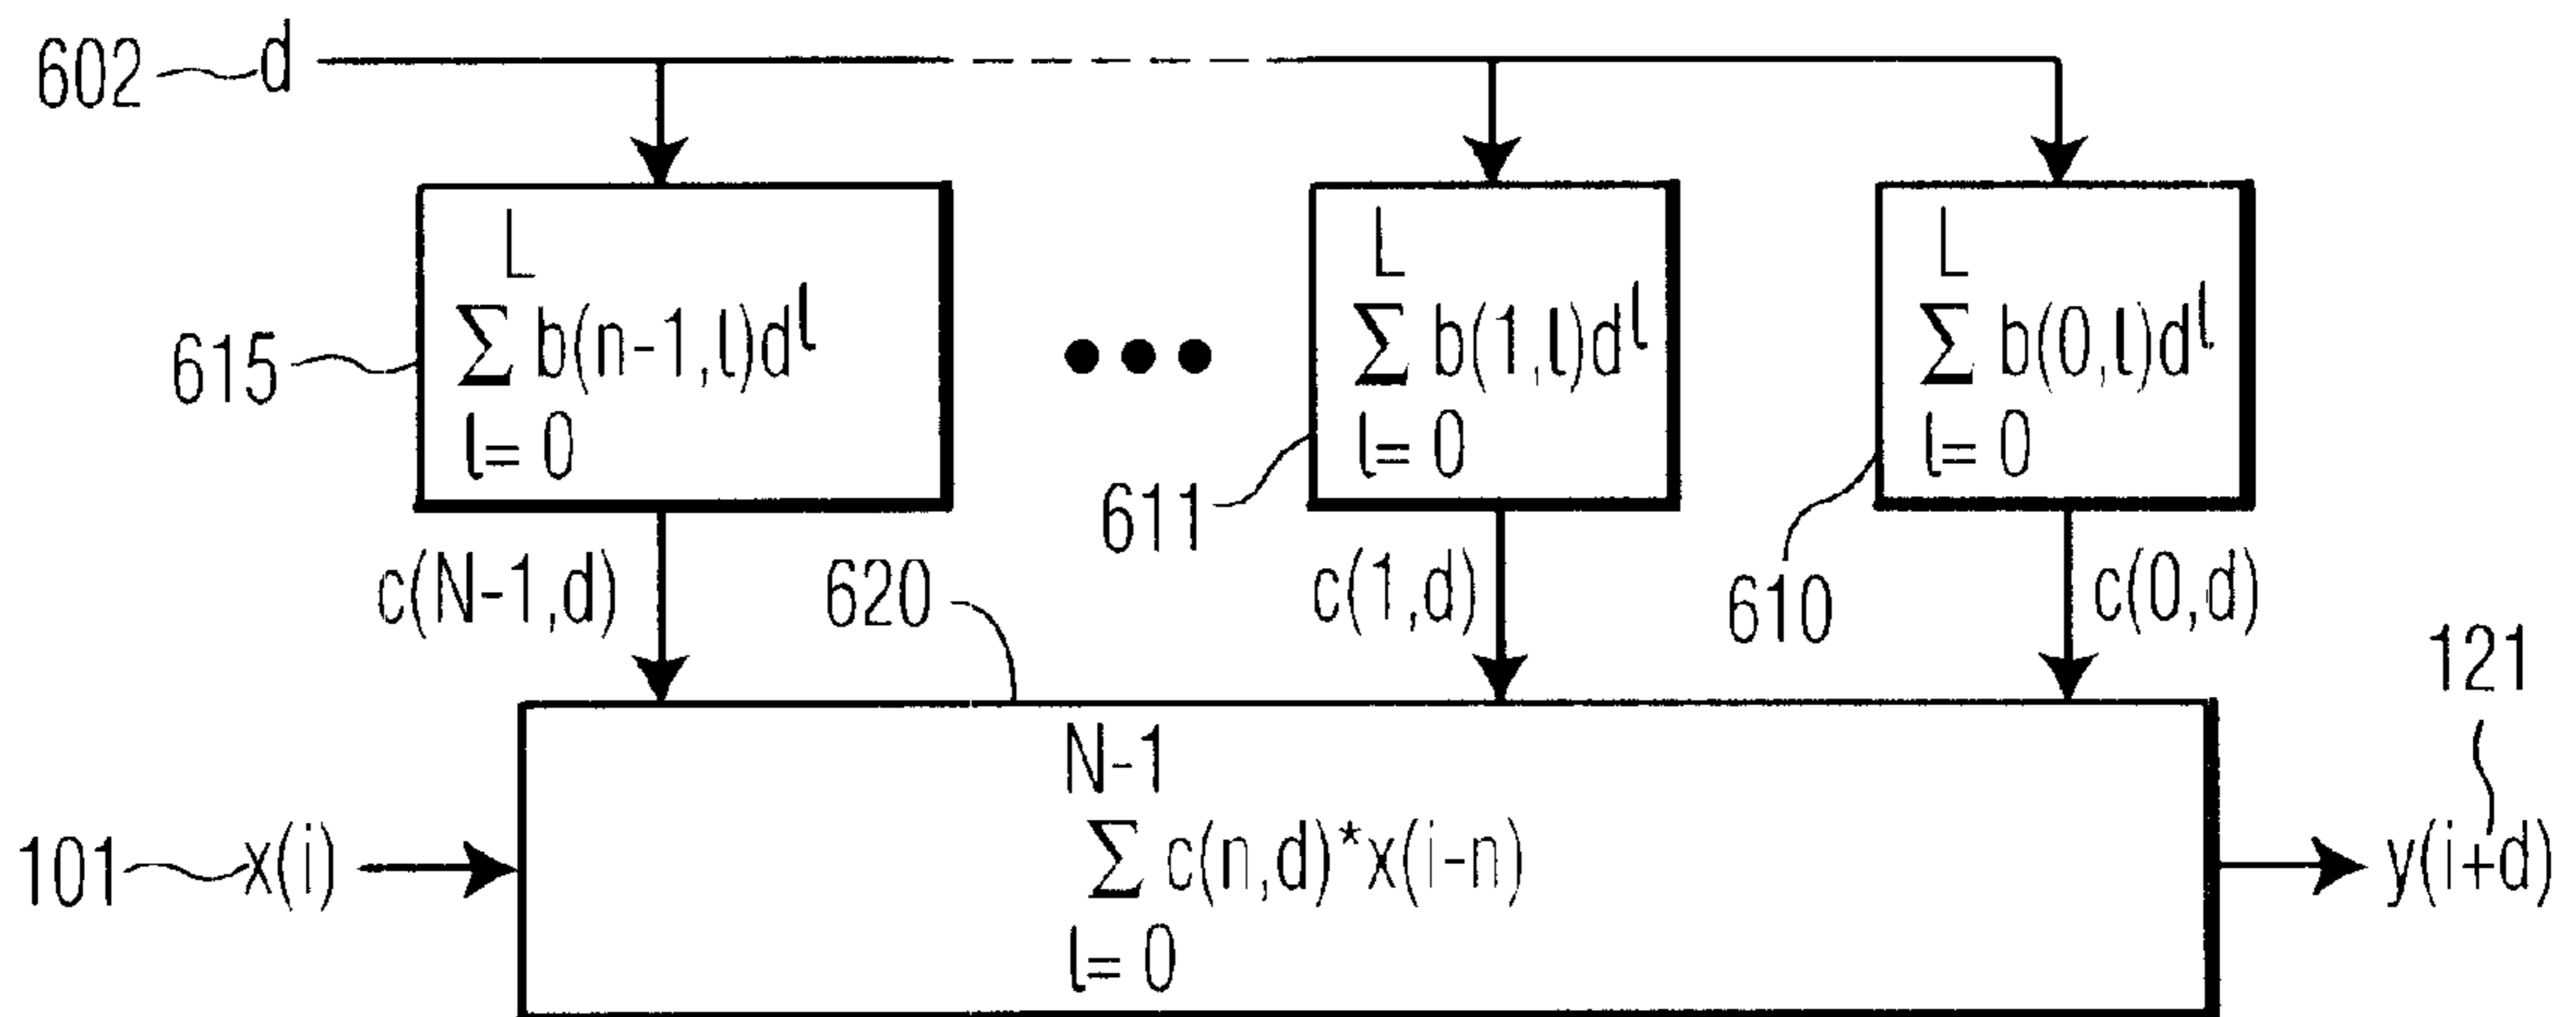 602 d
L
∑ b(n-1,l)d^l
l= 0
615
L
∑ b(1,l)d^l
l= 0
611
L
∑ b(0,l)d^l
l= 0
610
c(N-1,d)
620
c(1,d)
c(0,d)
121
N-1
∑ c(n,d)*x(i-n)
l= 0
101 x(i)
y(i+d)